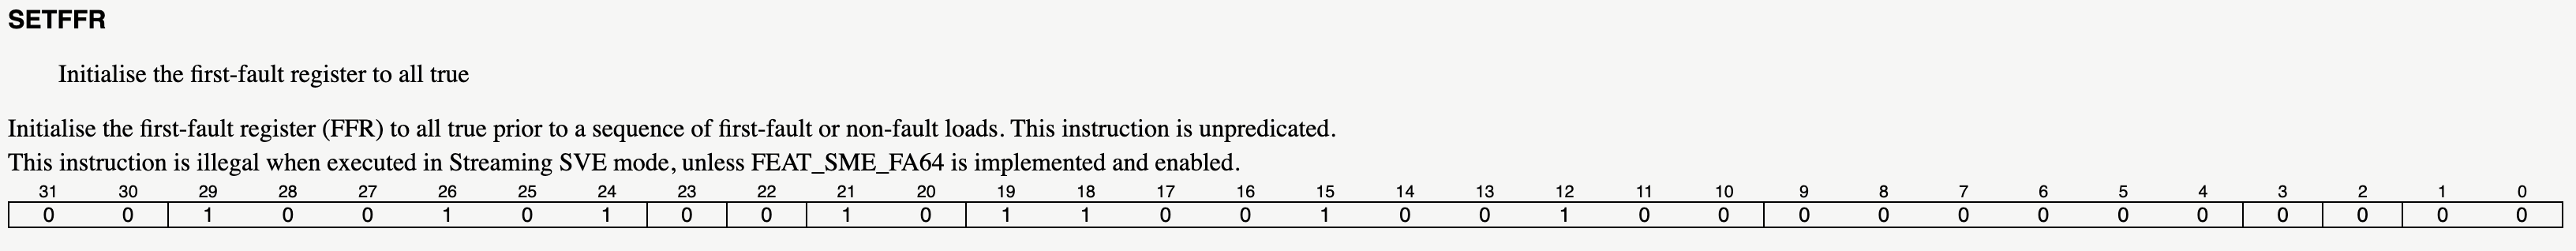 SETFFR
Initialise the first-fault register to all true
Initialise the first-fault register (FFR) to all true prior to a sequence of first-fault or non-fault loads. This instruction is unpredicated.
This instruction is illegal when executed in Streaming SVE mode, unless FEAT_SME_FA64 is implemented and enabled.
31 30 29 28 27 26 25 24 23 22 21 20 19 18 17 16 15 14 13 12 11 10 9 8 7 6 5 4 3 2 1 0
0 0 1 0 0 1 0 1 0 0 1 0 1 1 0 0 1 0 0 1 0 0 0 0 0 0 0 0 0 0 0 0